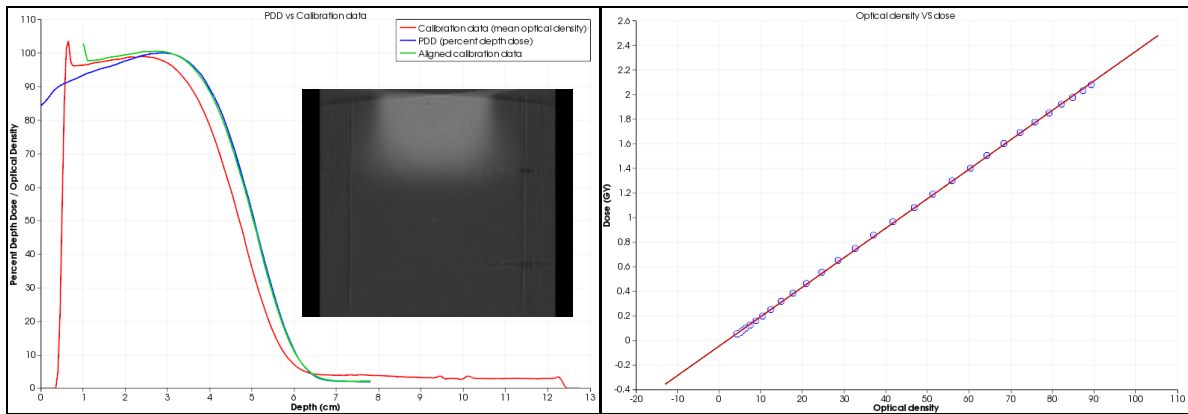 PDD vs Calibration data
Calibration data (mean optical density)
PDD (percent depth dose)
Aligned calibration data
Percent Depth Dose / Optical Density
110
100
90
80
70
60
50
40
30
20
10
0
0 1 2 3 4 5 6 7 8 9 10 11 12 13
Depth (cm)
Optical density VS dose
Dose (GY)
2.6
2.4
2.2
2
1.8
1.6
1.4
1.2
1
0.8
0.6
0.4
0.2
0
-0.2
-0.4
-20 -10 0 10 20 30 40 50 60 70 80 90 100 110
Optical density